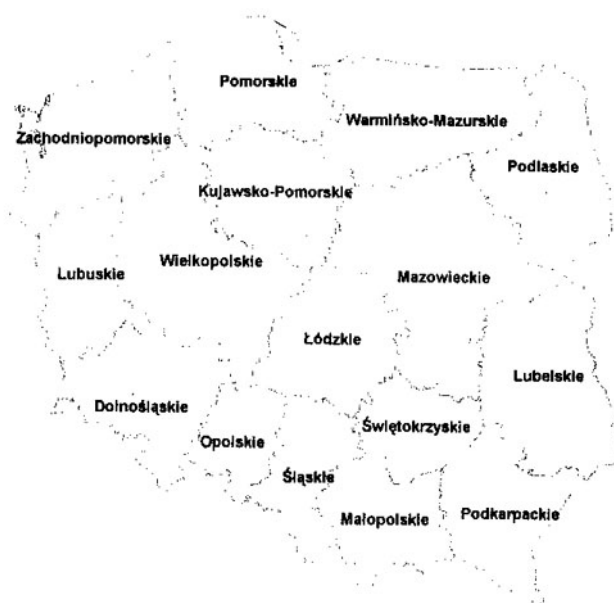 Pomorskie
Warmińsko-Mazurskie
Zachodniopomorskie
Podlaskie
Kujawsko-Pomorskie
Wielkopolskie
Lubuskie
Mazowieckie
Łódzkie
Lubelskie
Dolnośląskie
Świętokrzyskie
Opolskie
Śląskie
Małopolskie
Podkarpackie